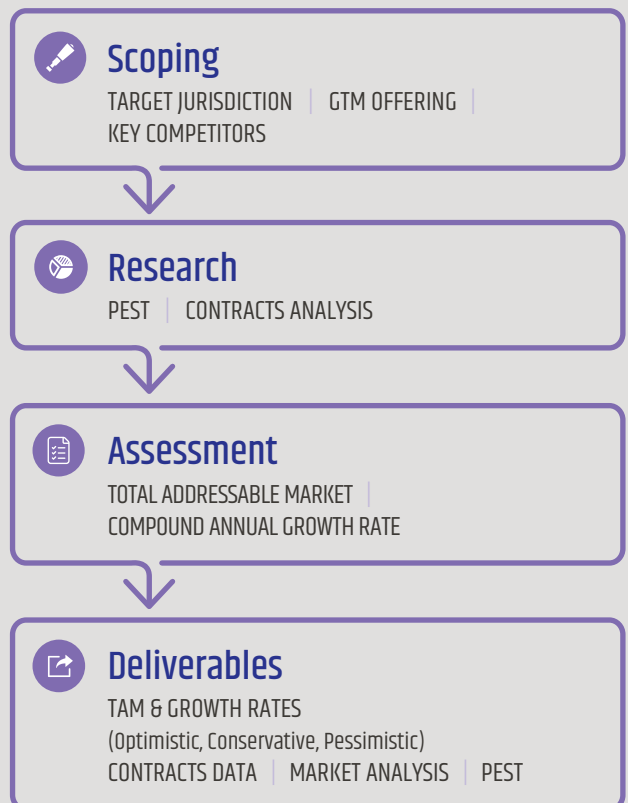 Scoping
TARGET JURISDICTION | GTM OFFERING |
KEY COMPETITORS
Research
PEST | CONTRACTS ANALYSIS
Assessment
TOTAL ADDRESSABLE MARKET |
COMPOUND ANNUAL GROWTH RATE
Deliverables
TAM & GROWTH RATES
(Optimistic, Conservative, Pessimistic)
CONTRACTS DATA | MARKET ANALYSIS | PEST